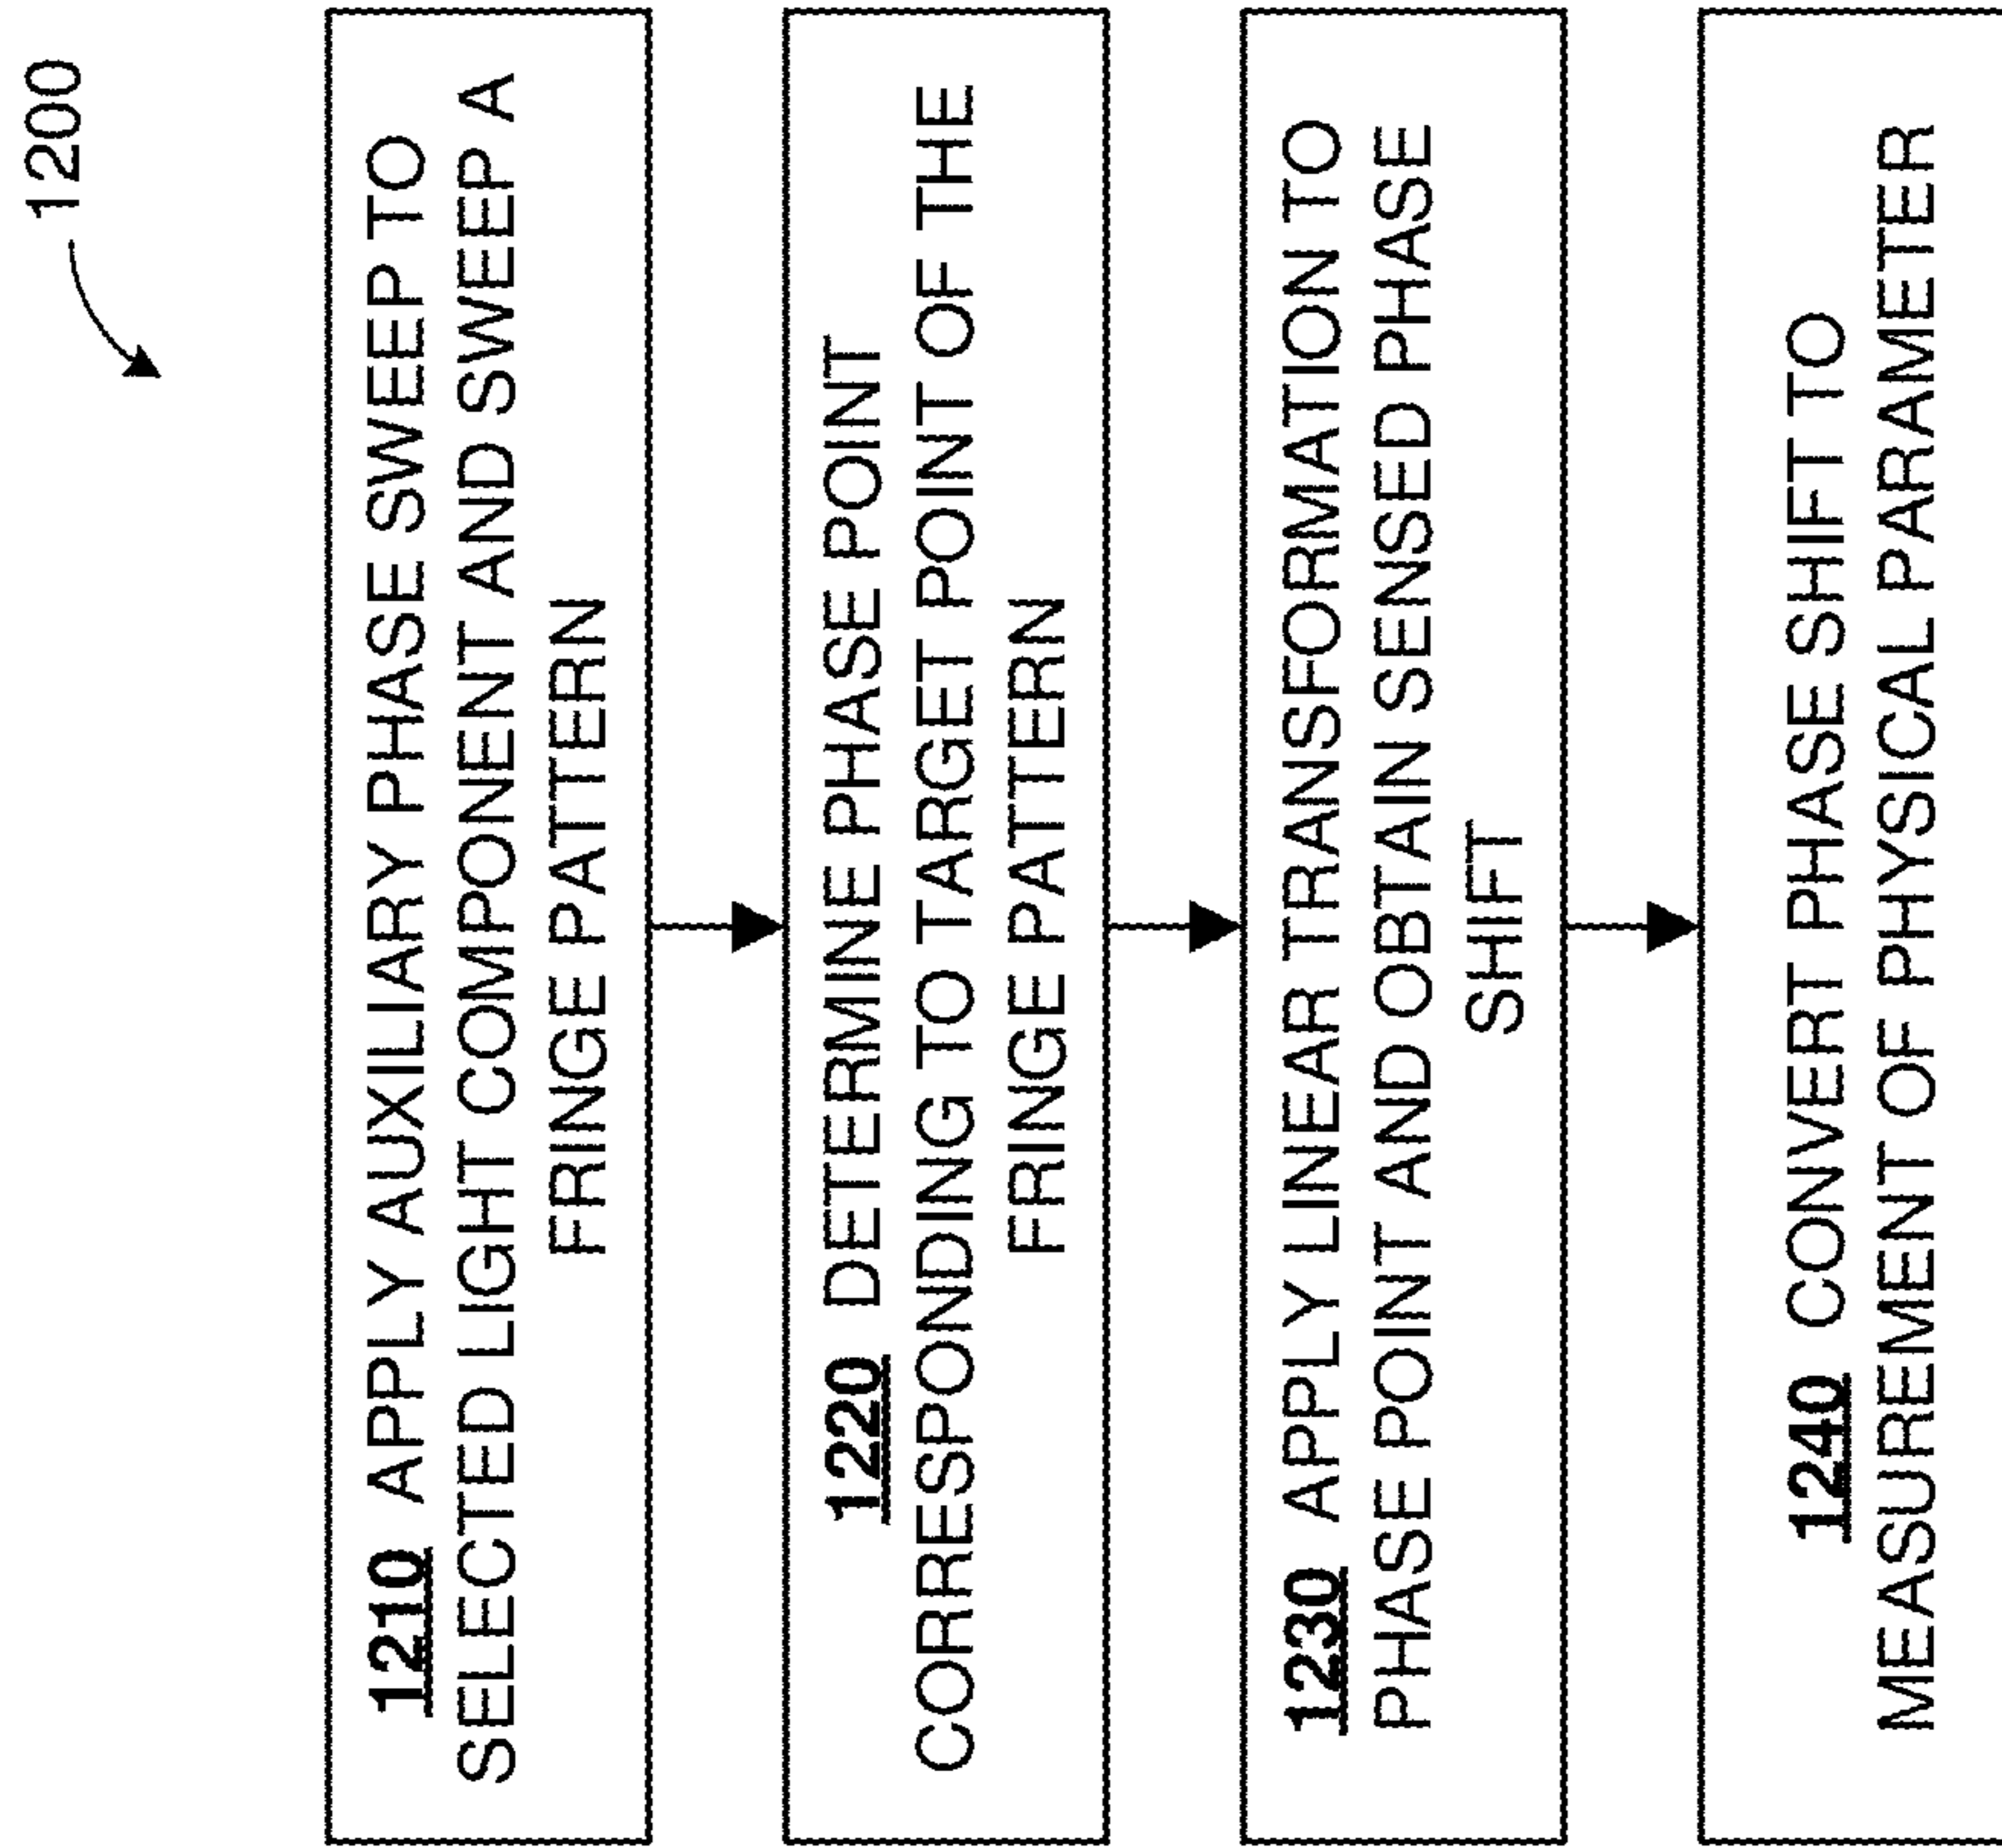 1200
1210 APPLY AUXILIARY PHASE SWEEP TO
SELECTED LIGHT COMPONENT AND SWEEP A
FRINGE PATTERN
1220 DETERMINE PHASE POINT
CORRESPONDING TO TARGET POINT OF THE
FRINGE PATTERN
1230 APPLY LINEAR TRANSFORMATION TO
PHASE POINT AND OBTAIN SENSED PHASE
SHIFT
1240 CONVERT PHASE SHIFT TO
MEASUREMENT OF PHYSICAL PARAMETER